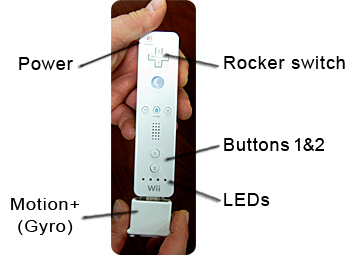 Power
Rocker switch
Buttons 1&2
Wii
LEDs
Motion+
(Gyro)